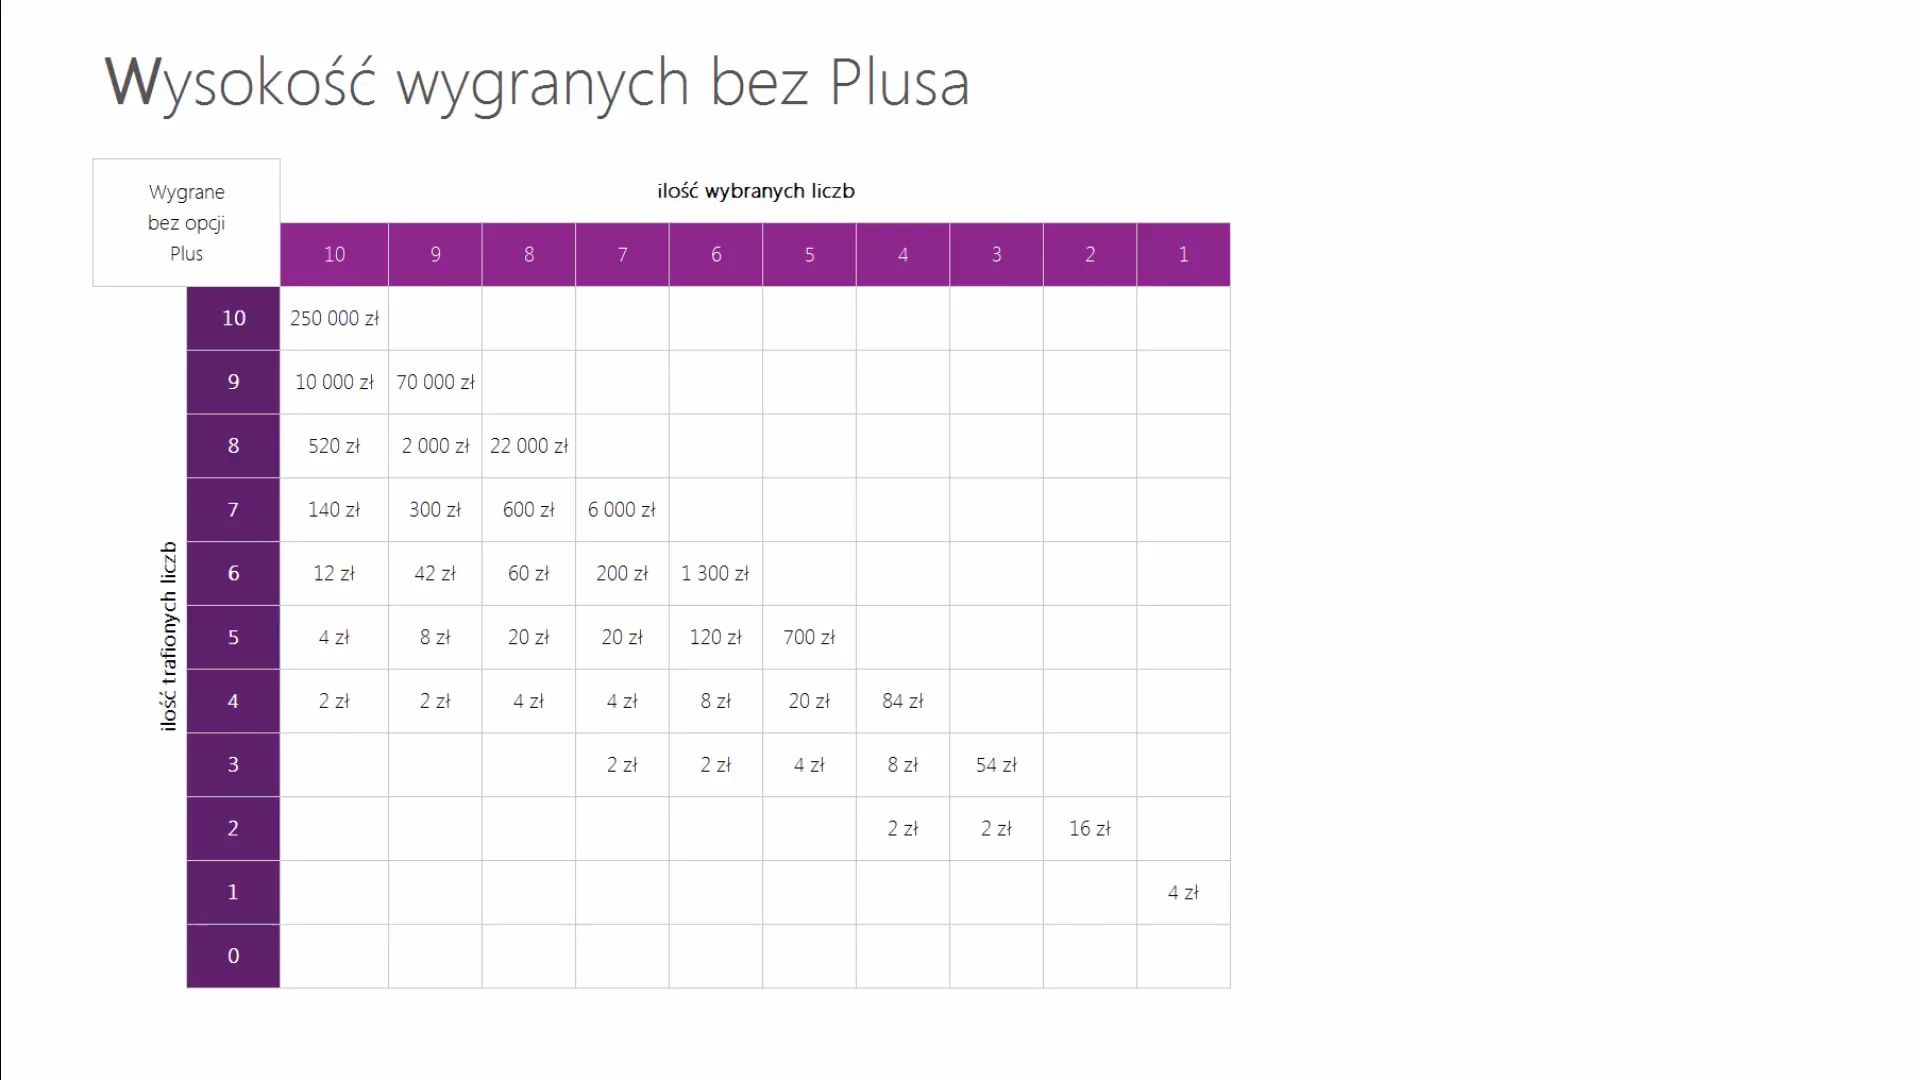 Wysokość wygranych bez Plusa
Wygrane
bez opcji
Plus
ilość wybranych liczb
10 9 8 7 6 5 4 3 2 1
ilość trafionych liczb
10 250 000 zł
9 10 000 zł 70 000 zł
8 520 zł 2 000 zł 22 000 zł
7 140 zł 300 zł 600 zł 6 000 zł
6 12 zł 42 zł 60 zł 200 zł 1 300 zł
5 4 zł 8 zł 20 zł 20 zł 120 zł 700 zł
4 2 zł 2 zł 4 zł 4 zł 8 zł 20 zł 84 zł
3 2 zł 2 zł 4 zł 8 zł 54 zł
2 2 zł 2 zł 16 zł
1 4 zł
0